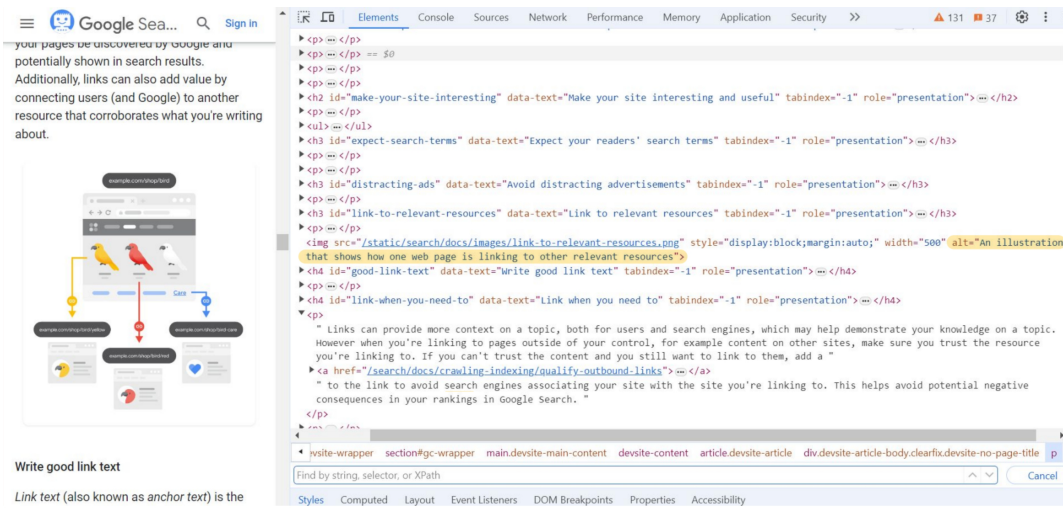 Google Sea...
Sign in
your pages be discovered by Google and
potentially shown in search results.
Additionally, links can also add value by
connecting users (and Google) to another
resource that corroborates what you're writing
about.
example.com/shop/bird
Care
example.com/shop/bird/yellow
example.com/shop/bird-care
example.com/shop/bird/red
Write good link text
Link text (also known as anchor text) is the
Elements Console Sources Network Performance Memory Application Security >> 131 37
<p> … </p>
<p> … </p> == $0
<p> … </p>
<p> … </p>
<h2 id="make-your-site-interesting" data-text="Make your site interesting and useful" tabindex="-1" role="presentation"> … </h2>
<p> … </p>
<ul> … </ul>
<h3 id="expect-search-terms" data-text="Expect your readers' search terms" tabindex="-1" role="presentation"> … </h3>
<p> … </p>
<p> … </p>
<h3 id="distracting-ads" data-text="Avoid distracting advertisements" tabindex="-1" role="presentation"> … </h3>
<p> … </p>
<h3 id="link-to-relevant-resources" data-text="Link to relevant resources" tabindex="-1" role="presentation"> … </h3>
<p> … </p>
<img src="/static/search/docs/images/link-to-relevant-resources.png" style="display:block;margin:auto;" width="500" alt="An illustration
that shows how one web page is linking to other relevant resources">
<h4 id="good-link-text" data-text="Write good link text" tabindex="-1" role="presentation"> … </h4>
<p> … </p>
<h4 id="link-when-you-need-to" data-text="Link when you need to" tabindex="-1" role="presentation"> … </h4>
<p>
" Links can provide more context on a topic, both for users and search engines, which may help demonstrate your knowledge on a topic.
However when you're linking to pages outside of your control, for example content on other sites, make sure you trust the resource
you're linking to. If you can't trust the content and you still want to link to them, add a "
<a href="/search/docs/crawling-indexing/qualify-outbound-links"> … </a>
" to the link to avoid search engines associating your site with the site you're linking to. This helps avoid potential negative
consequences in your rankings in Google Search. "
</p>
<p> … </p>
evsite-wrapper section#gc-wrapper main.devsite-main-content devsite-content article.devsite-article div.devsite-article-body.clearfix.devsite-no-page-title p
Find by string, selector, or XPath
Cancel
Styles Computed Layout Event Listeners DOM Breakpoints Properties Accessibility